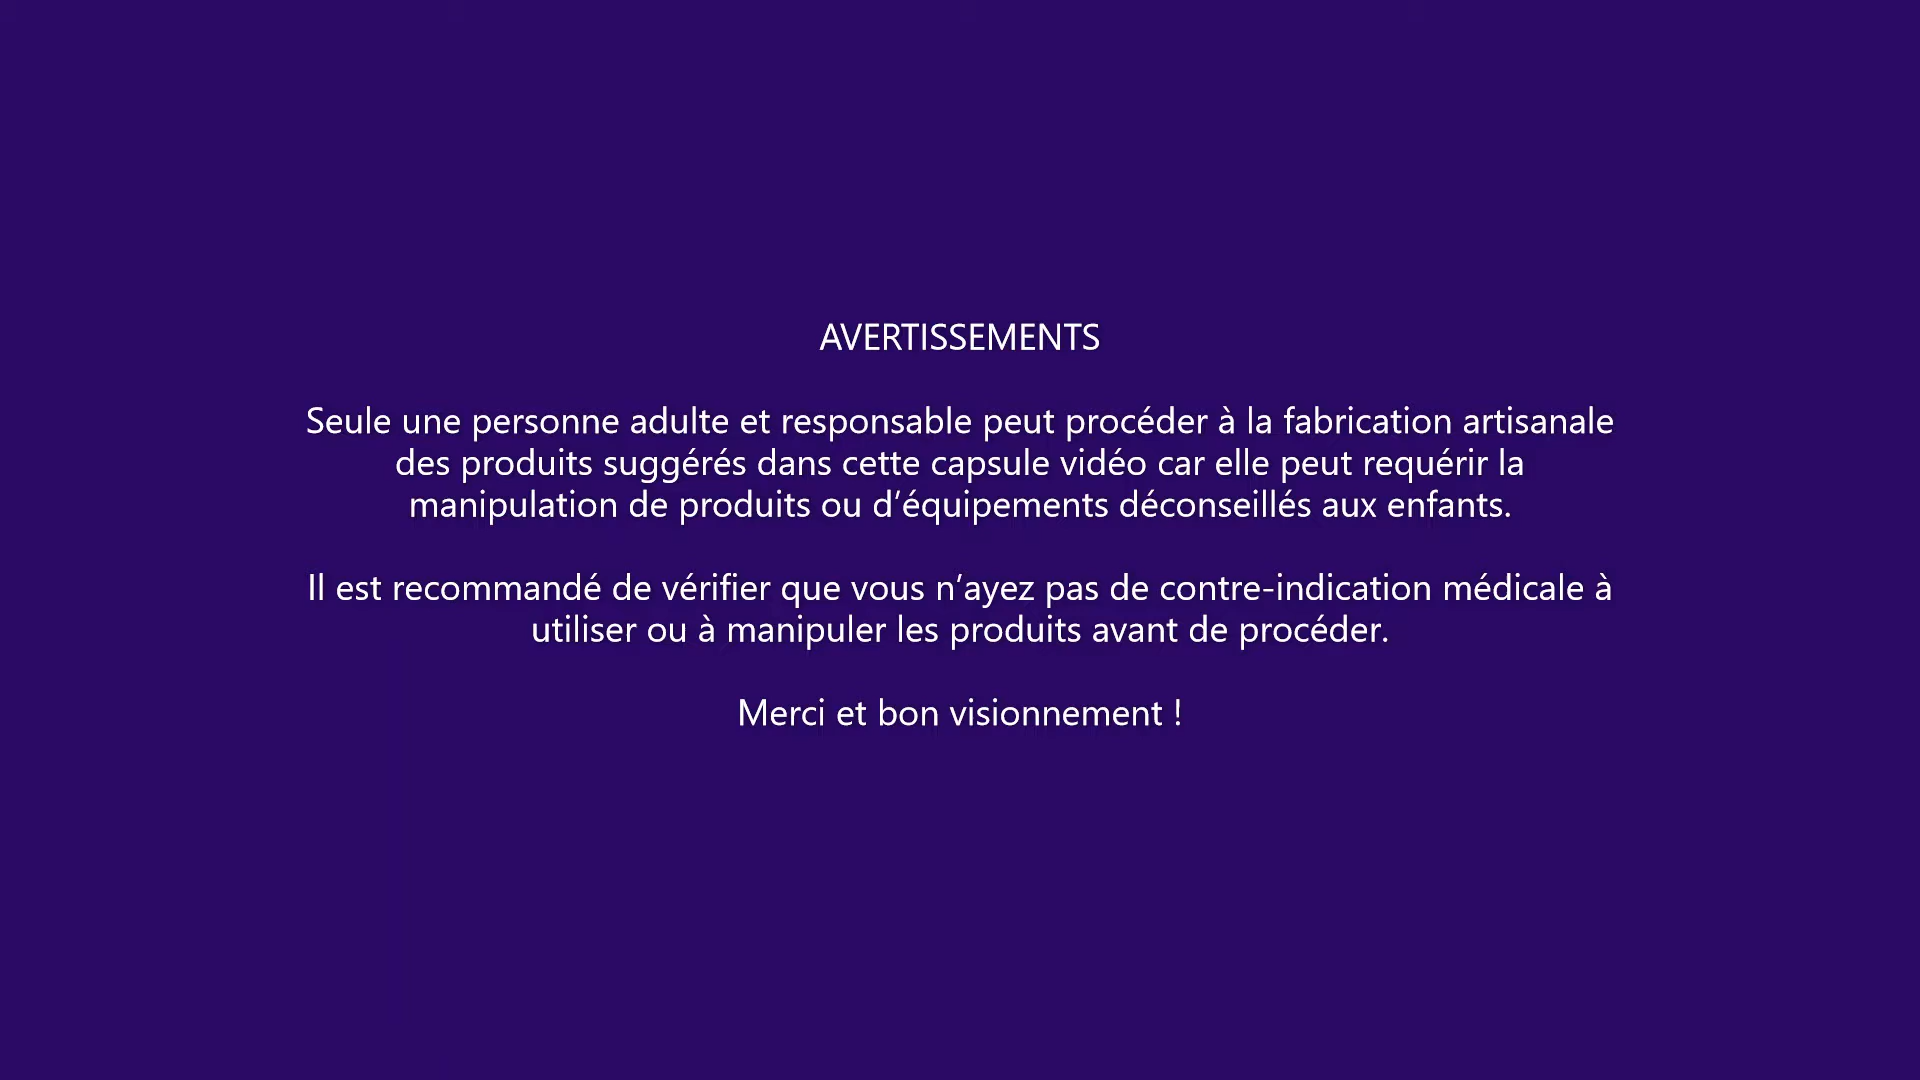 AVERTISSEMENTS
Seule une personne adulte et responsable peut procéder à la fabrication artisanale
des produits suggérés dans cette capsule vidéo car elle peut requérir la
manipulation de produits ou d’équipements déconseillés aux enfants.
Il est recommandé de vérifier que vous n‘ayez pas de contre-indication médicale à
utiliser ou à manipuler les produits avant de procéder.
Merci et bon visionnement !